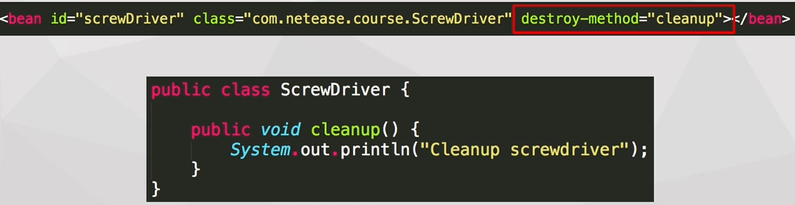 <bean id="screwDriver" class="com.netease.course.ScrewDriver" destroy-method="cleanup"></bean>
public class ScrewDriver {
public void cleanup() {
System.out.println("Cleanup screwdriver");
}
}